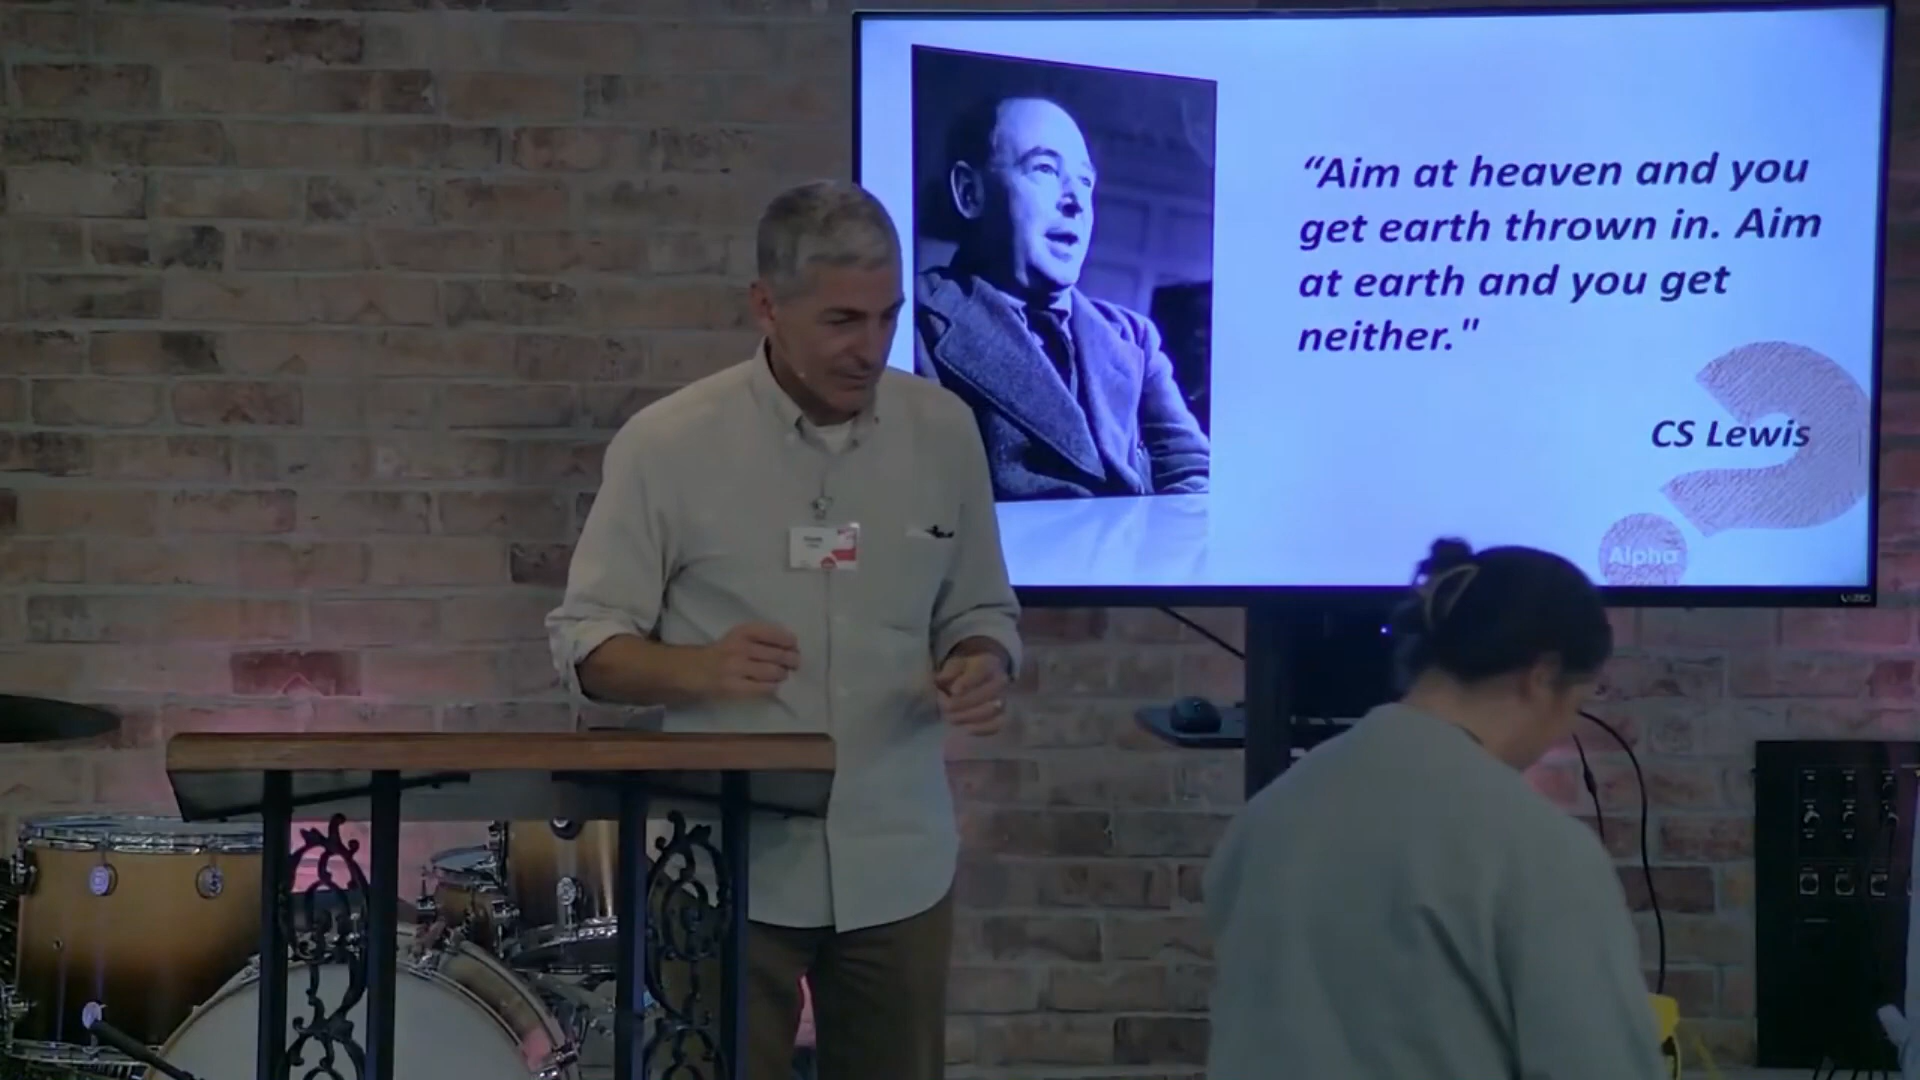 “Aim at heaven and you
get earth thrown in. Aim
at earth and you get
neither."
CS Lewis
Alpha
VIZIO